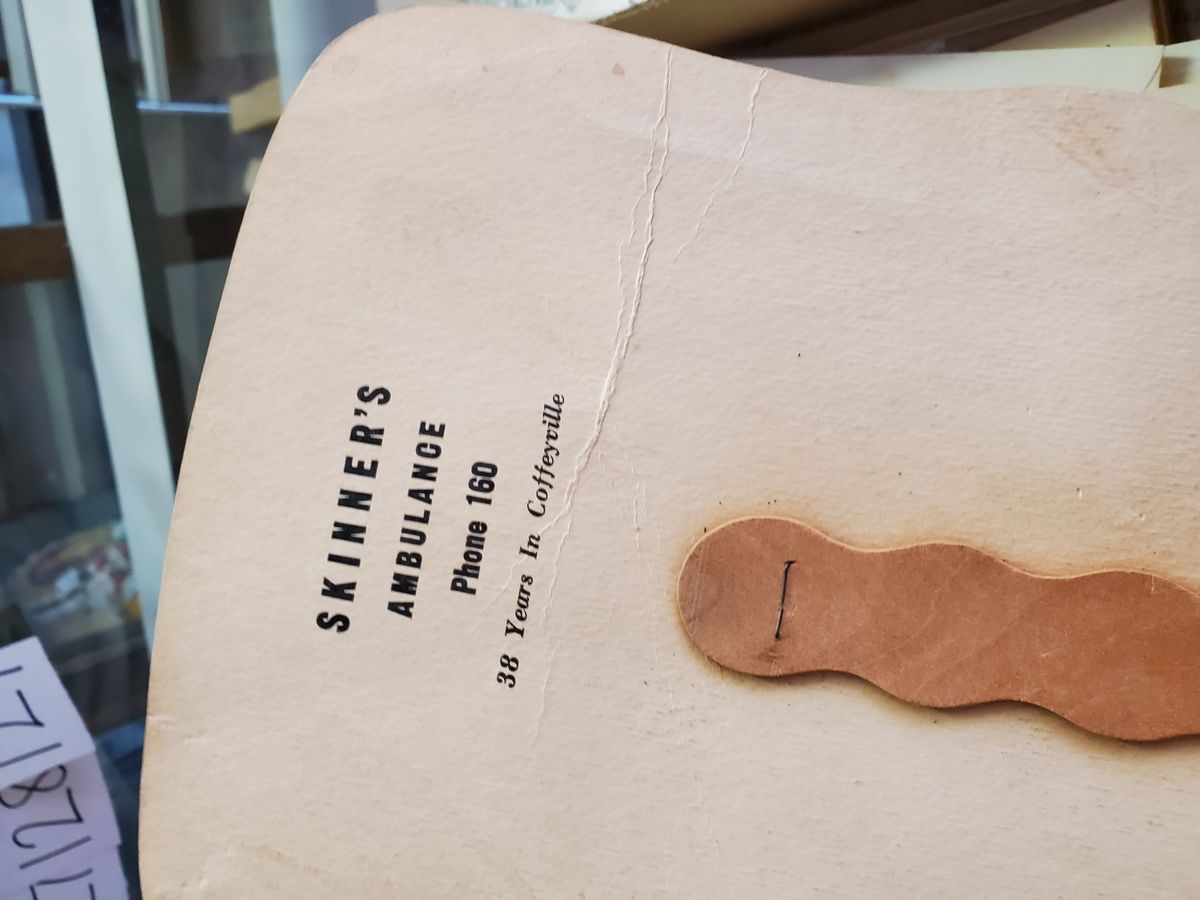 SKINNER'S
AMBULANCE
Phone 160
38 Years In Coffeyville